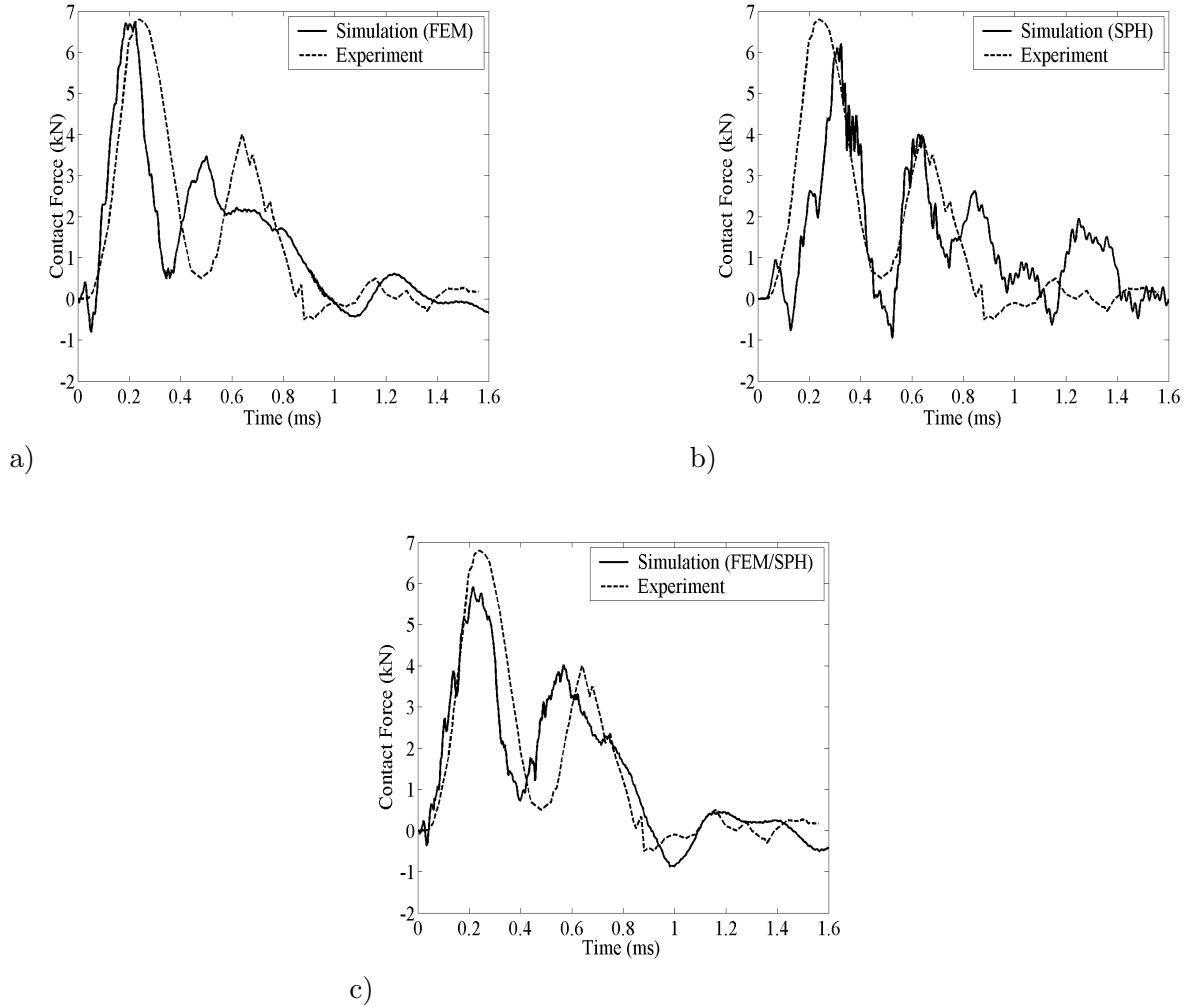 7
6
5
4
3
2
1
0
-1
-2
Contact Force (kN)
Simulation (FEM)
Experiment
0 0.2 0.4 0.6 0.8 1 1.2 1.4 1.6
Time (ms)
a)
7
6
5
4
3
2
1
0
-1
-2
Contact Force (kN)
Simulation (SPH)
Experiment
0 0.2 0.4 0.6 0.8 1 1.2 1.4 1.6
Time (ms)
b)
7
6
5
4
3
2
1
0
-1
-2
Contact Force (kN)
Simulation (FEM/SPH)
Experiment
0 0.2 0.4 0.6 0.8 1 1.2 1.4 1.6
Time (ms)
c)